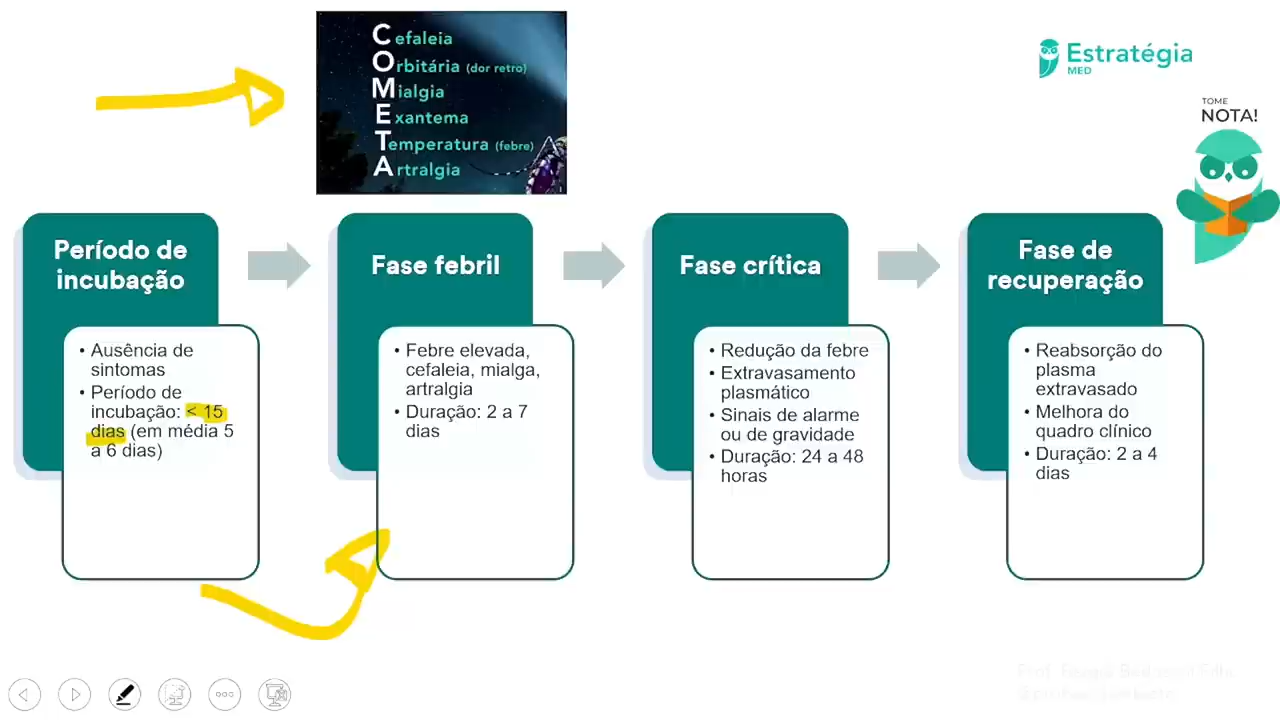 Cefaleia
Orbitária (dor retro)
Mialgia
Exantema
Temperatura (febre)
Artralgia
Estratégia
MED
TOME
NOTA!
Período de
incubação
• Ausência de
sintomas
• Período de
incubação: < 15
dias (em média 5
a 6 dias)
Fase febril
• Febre elevada,
cefaleia, mialga,
artralgia
• Duração: 2 a 7
dias
Fase crítica
• Redução da febre
• Extravasamento
plasmático
• Sinais de alarme
ou de gravidade
• Duração: 24 a 48
horas
Fase de
recuperação
• Reabsorção do
plasma
extravasado
• Melhora do
quadro clínico
• Duração: 2 a 4
dias
Prof.